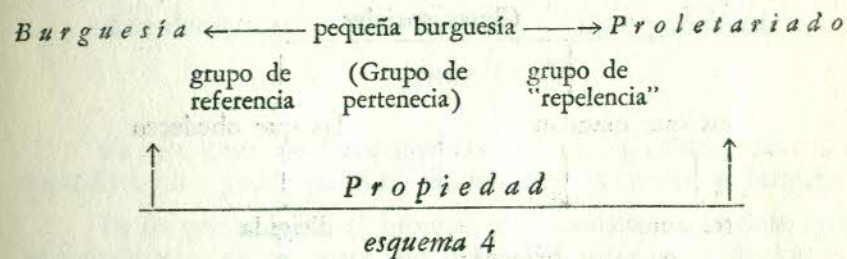 Burguesía ←—— pequeña burguesía ——→ Proletariado
grupo de (Grupo de grupo de
referencia pertenecia) “repelencia”
Propiedad
esquema 4